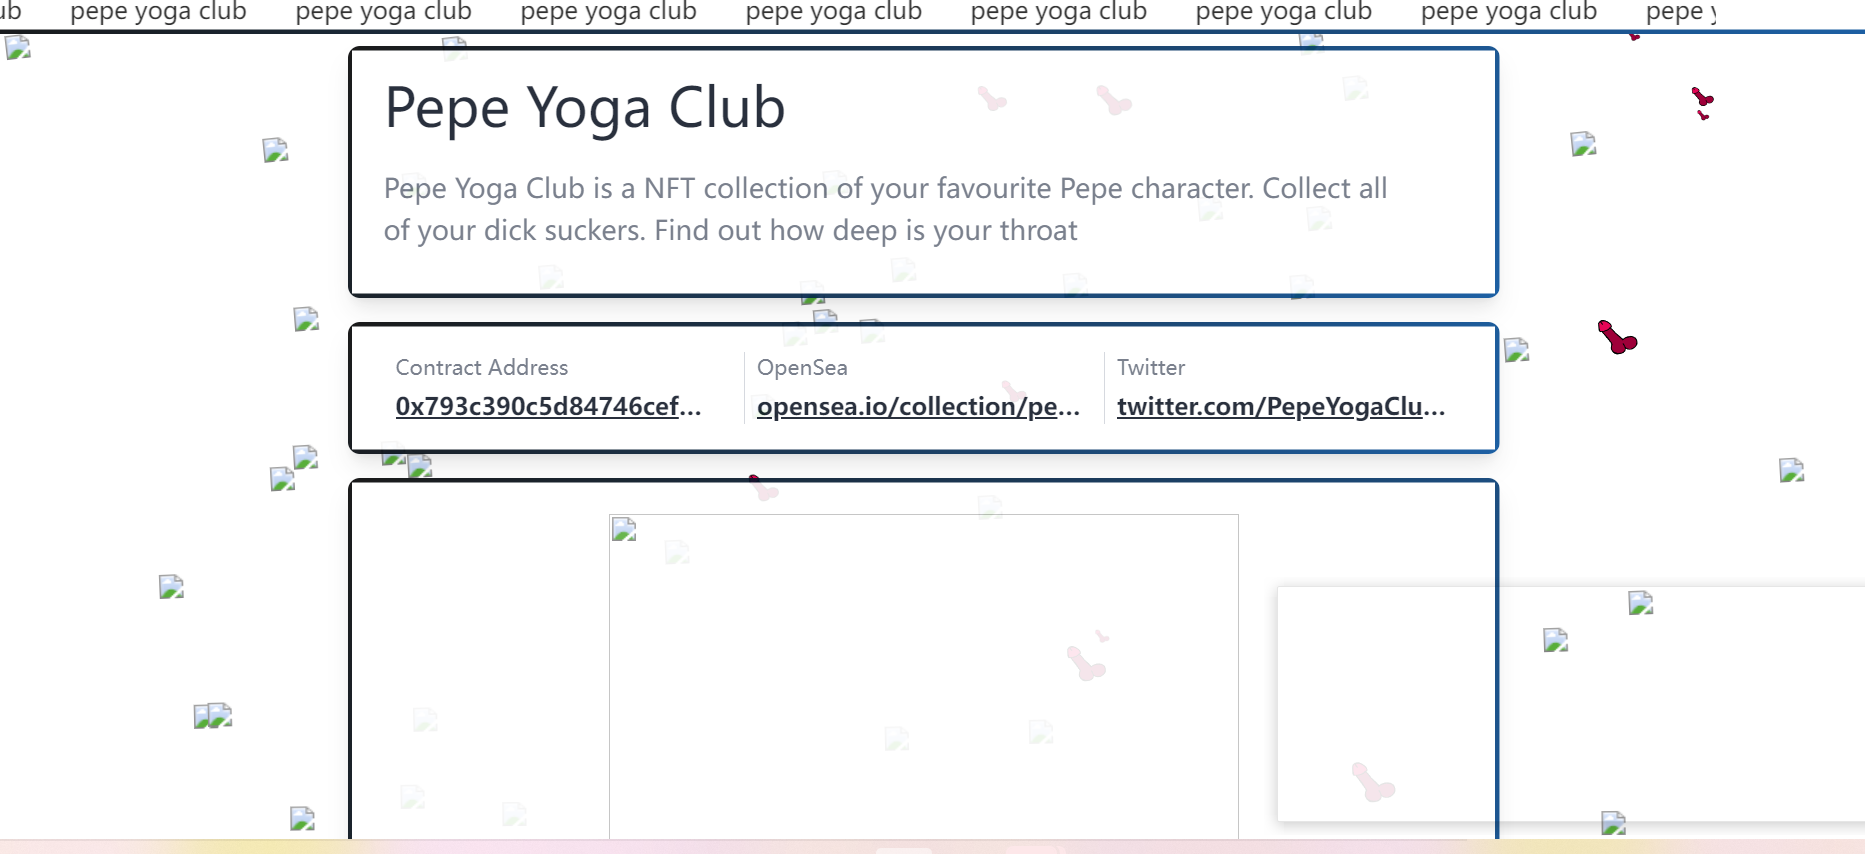 ub pepe yoga club pepe yoga club pepe yoga club pepe yoga club pepe yoga club pepe yoga club pepe yoga club pepe y
Pepe Yoga Club
Pepe Yoga Club is a NFT collection of your favourite Pepe character. Collect all
of your dick suckers. Find out how deep is your throat
Contract Address
0x793c390c5d84746cef...
OpenSea
opensea.io/collection/pe...
Twitter
twitter.com/PepeYogaClu...